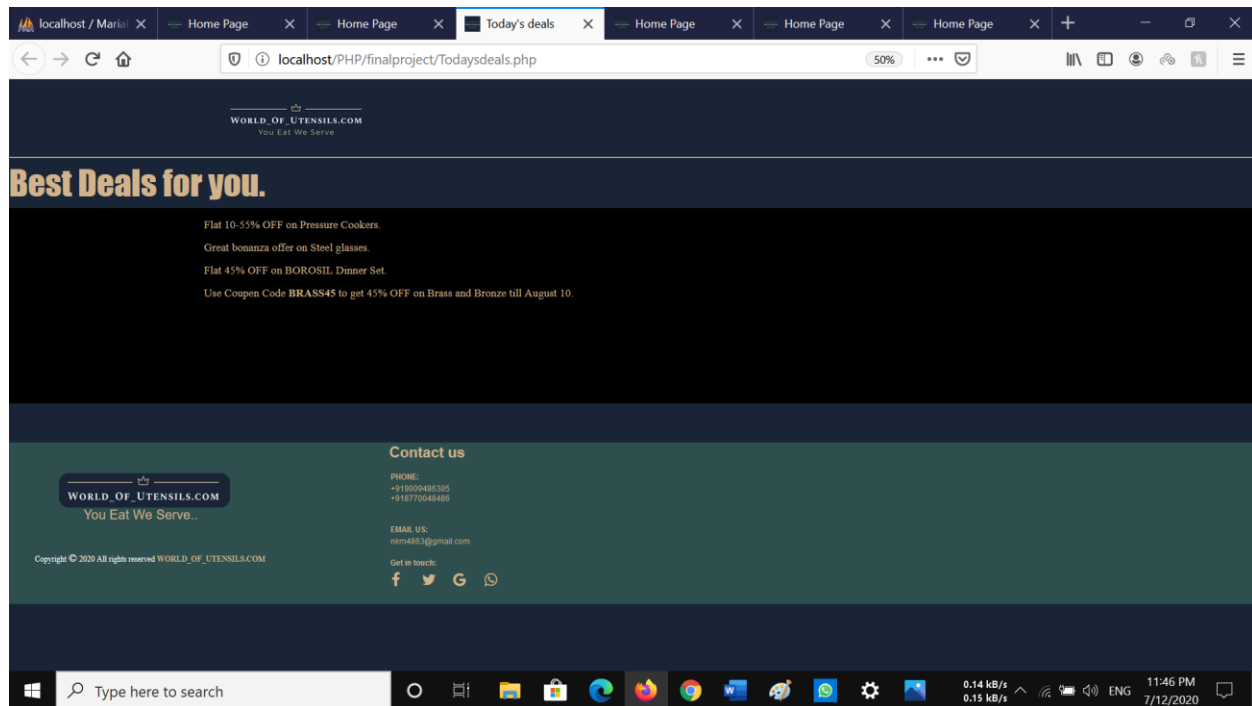 localhost / Maria
Home Page
Home Page
Today's deals
Home Page
Home Page
Home Page
localhost/PHP/finalproject/Todaysdeals.php
50%
WORLD_OF_UTENSILS.COM
You Eat We Serve
Best Deals for you.
Flat 10-55% OFF on Pressure Cookers.
Great bonanza offer on Steel glasses.
Flat 45% OFF on BOROSIL Dinner Set.
Use Coupen Code BRASS45 to get 45% OFF on Brass and Bronze till August 10.
WORLD_OF_UTENSILS.COM
You Eat We Serve..
Copyright © 2020 All rights reserved WORLD_OF_UTENSILS.COM
Contact us
PHONE:
+919009486305
+918770048486
EMAIL US:
nkm4863@gmail.com
Get in touch:
Type here to search
0.14 kB/s
0.15 kB/s
ENG
11:46 PM
7/12/2020